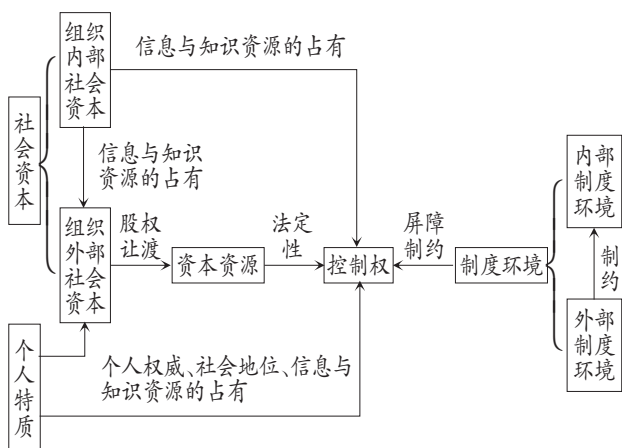 组织
内部
社会
资本
信息与知识资源的占有
社
会
资
本
信息与知识
资源的占有
内部
制度
环境
组织
外部
社会
资本
股权
让渡
资本资源
法定
性
控制权
屏障
制约
制度环境
制
约
外部
制度
环境
个
人
特
质
个人权威、社会地位、信息与
知识资源的占有